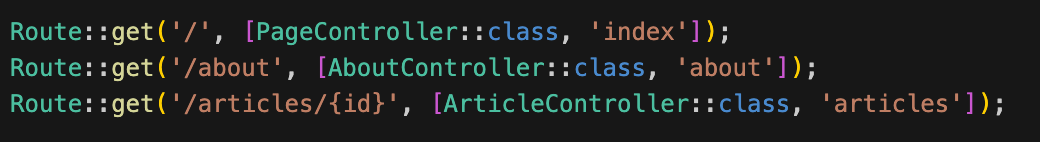 Route::get('/', [PageController::class, 'index']);
Route::get('/about', [AboutController::class, 'about']);
Route::get('/articles/{id}', [ArticleController::class, 'articles']);